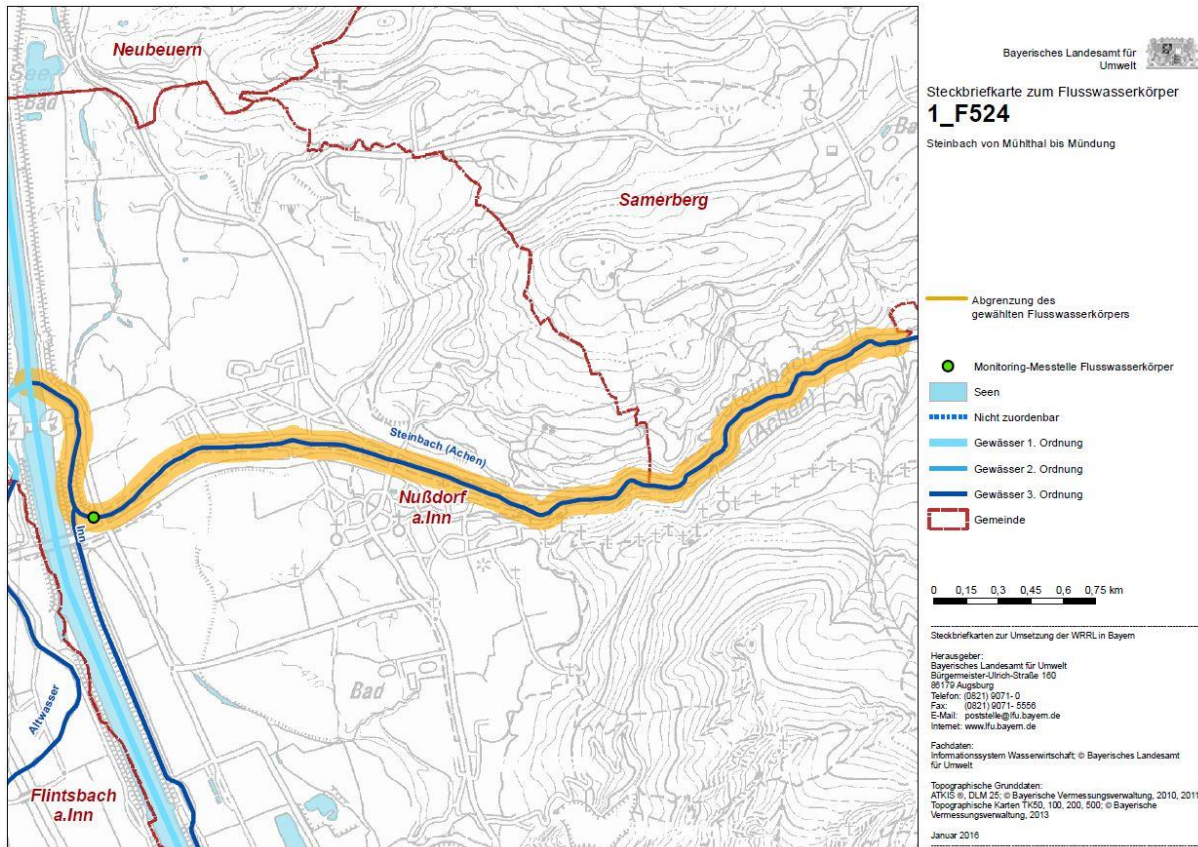 Neubeuern
See
Bad
Samerberg
Steinbach (Achen)
Steinbach
Achen
Nußdorf
a.Inn
Inn
Bad
Altwasser
Flintsbach
a.Inn
Bayerisches Landesamt für
Umwelt
Steckbriefkarte zum Flusswasserkörper
1_F524
Steinbach von Mühlthal bis Mündung
Abgrenzung des
gewählten Flusswasserkörpers
Monitoring-Messtelle Flusswasserkörper
Seen
Nicht zuordenbar
Gewässer 1. Ordnung
Gewässer 2. Ordnung
Gewässer 3. Ordnung
Gemeinde
0 0,15 0,3 0,45 0,6 0,75 km
Steckbriefkarten zur Umsetzung der WRRL in Bayern
Herausgeber:
Bayerisches Landesamt für Umwelt
Bürgermeister-Ulrich-Straße 160
86179 Augsburg
Telefon: (0821) 9071- 0
Fax: (0821) 9071- 5556
E-Mail: poststelle@lfu.bayern.de
Internet: www.lfu.bayern.de
Fachdaten:
Informationssystem Wasserwirtschaft; © Bayerisches Landesamt
für Umwelt
Topographische Grunddaten:
ATKIS ®, DLM 25; © Bayerische Vermessungsverwaltung, 2010, 2011
Topographische Karten TK50, 100, 200, 500; © Bayerische
Vermessungsverwaltung, 2013
Januar 2016